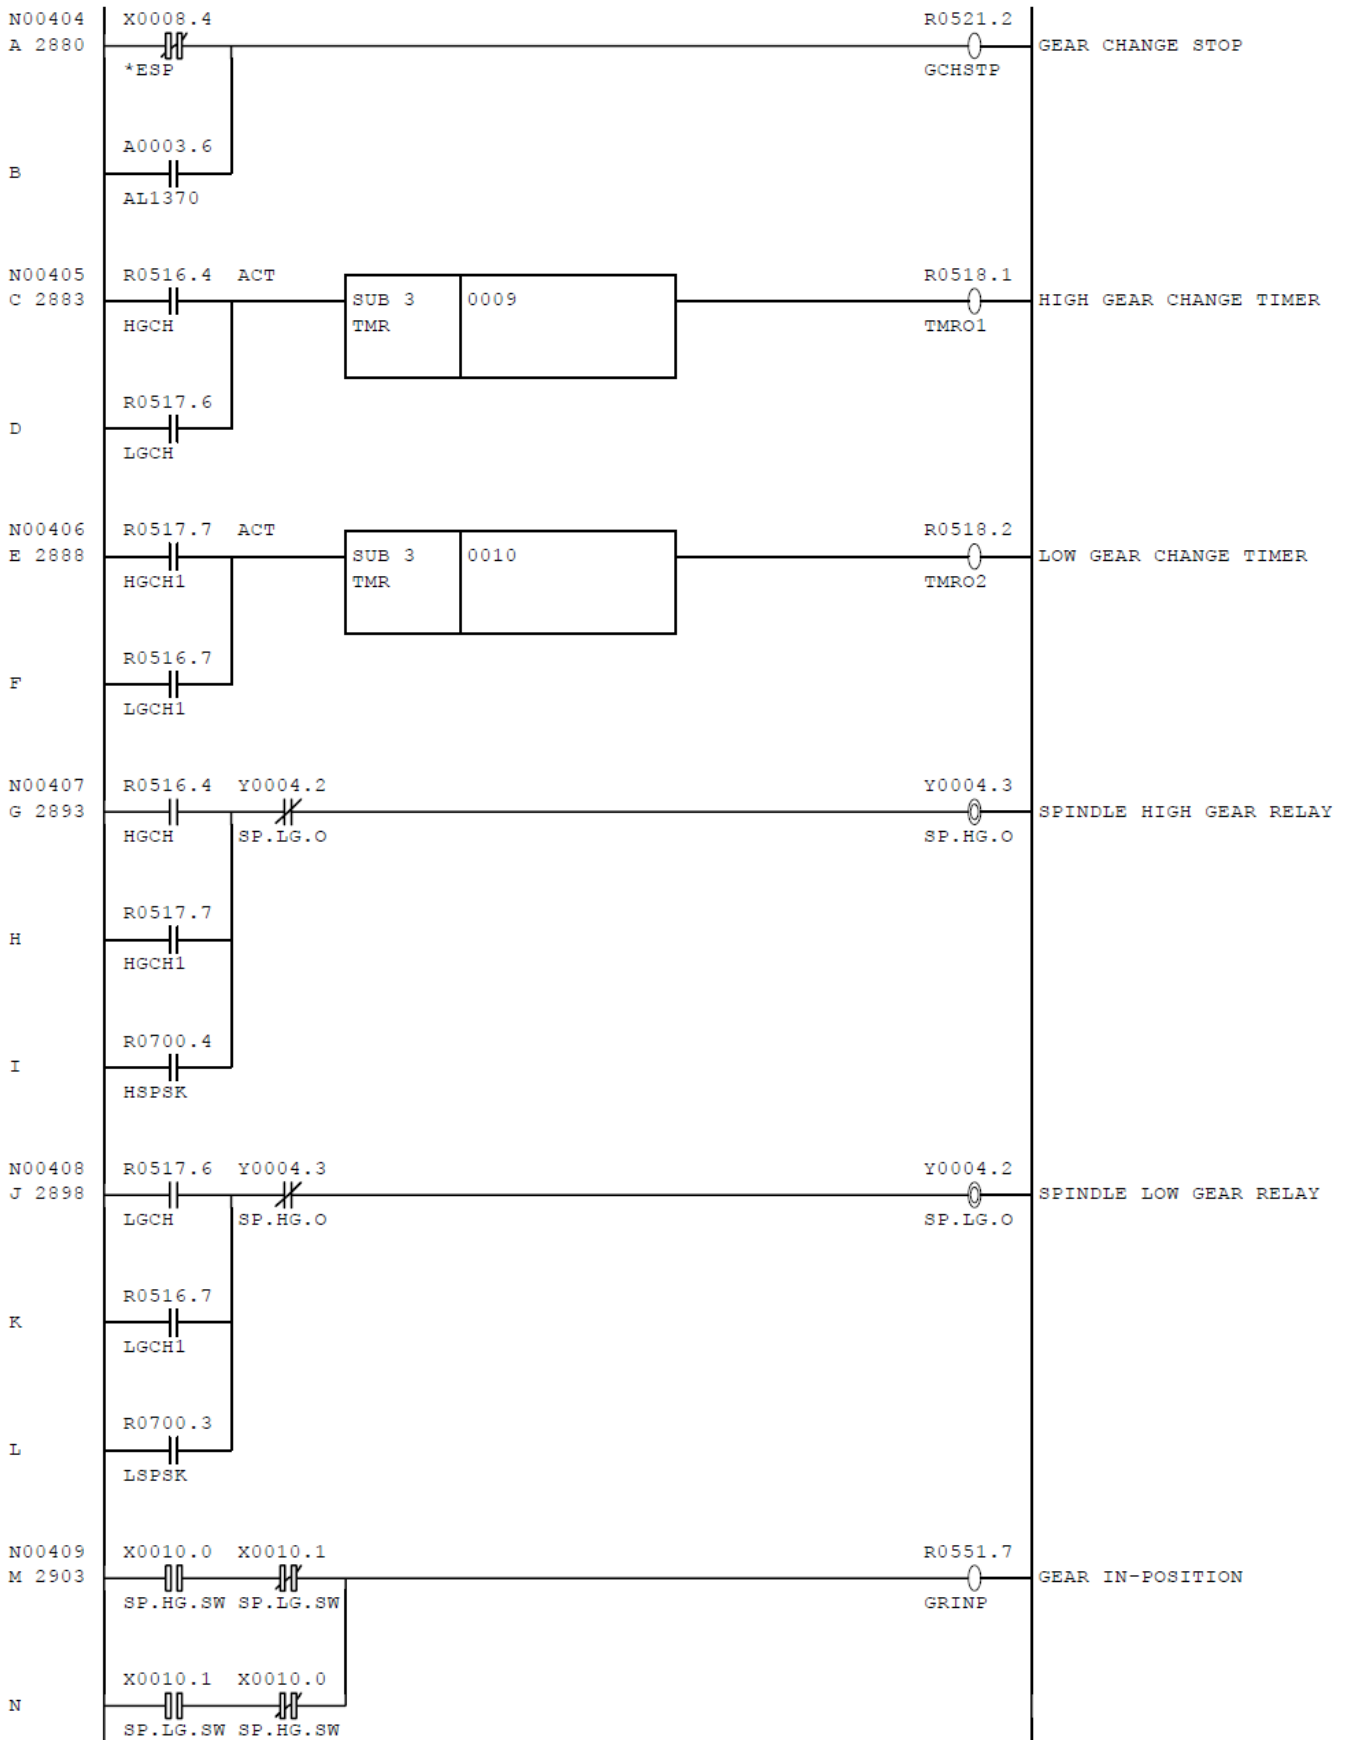 N00404 X0008.4 R0521.2
A 2880 GEAR CHANGE STOP
*ESP GCHSTP
A0003.6
B
AL1370
N00405 R0516.4 ACT R0518.1
C 2883 SUB 3 0009 HIGH GEAR CHANGE TIMER
HGCH TMR TMRO1
R0517.6
D
LGCH
N00406 R0517.7 ACT R0518.2
E 2888 SUB 3 0010 LOW GEAR CHANGE TIMER
HGCH1 TMR TMRO2
R0516.7
F
LGCH1
N00407 R0516.4 Y0004.2 Y0004.3
G 2893 SPINDLE HIGH GEAR RELAY
HGCH SP.LG.O SP.HG.O
R0517.7
H
HGCH1
R0700.4
I
HSPSK
N00408 R0517.6 Y0004.3 Y0004.2
J 2898 SPINDLE LOW GEAR RELAY
LGCH SP.HG.O SP.LG.O
R0516.7
K
LGCH1
R0700.3
L
LSPSK
N00409 X0010.0 X0010.1 R0551.7
M 2903 GEAR IN-POSITION
SP.HG.SW SP.LG.SW GRINP
X0010.1 X0010.0
N
SP.LG.SW SP.HG.SW